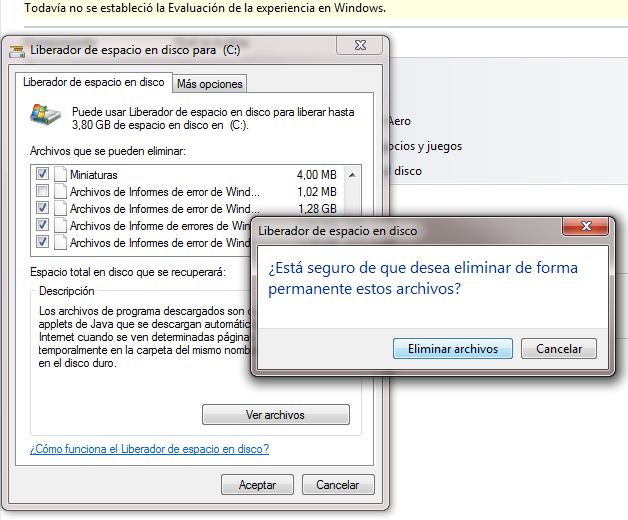 Todavía no se estableció la Evaluación de la experiencia en Windows.
Liberador de espacio en disco para (C:)
Liberador de espacio en disco
Más opciones
Puede usar Liberador de espacio en disco para liberar hasta
3,80 GB de espacio en disco en (C:).
Archivos que se pueden eliminar:
Miniaturas 4,00 MB
Archivos de Informes de error de Wind... 1,02 MB
Archivos de Informes de error de Wind... 1,28 GB
Archivos de Informe de errores de Win
Archivos de Informes de error de Wind
Espacio total en disco que se recuperará:
Descripción
Los archivos de programa descargados son
applets de Java que se descargan automátic
Internet cuando se ven determinadas página
temporalmente en la carpeta del mismo nomb
en el disco duro.
Ver archivos
¿Cómo funciona el Liberador de espacio en disco?
Aceptar
Cancelar
Aero
ocios y juegos
disco
Liberador de espacio en disco
¿Está seguro de que desea eliminar de forma
permanente estos archivos?
Eliminar archivos
Cancelar